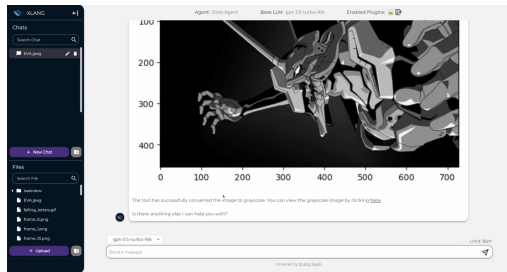 XLANG
Agent: Data Agent Base LLM: gpt-3.5-turbo-16k Enabled Plugins:
Chats
Search Chat
EVA.jpeg
+ New Chat
Files
Search File
EVA.jpeg
falling_letters.gif
frame_0.png
frame_1.png
frame_10.png
+ Upload
100
200
300
400
0 100 200 300 400 500 600 700
The tool has successfully converted the image to grayscale. You can view the grayscale image by clicking here.
Is there anything else I can help you with?
gpt-3.5-turbo-16k
Send a message
Powered by XLang Team